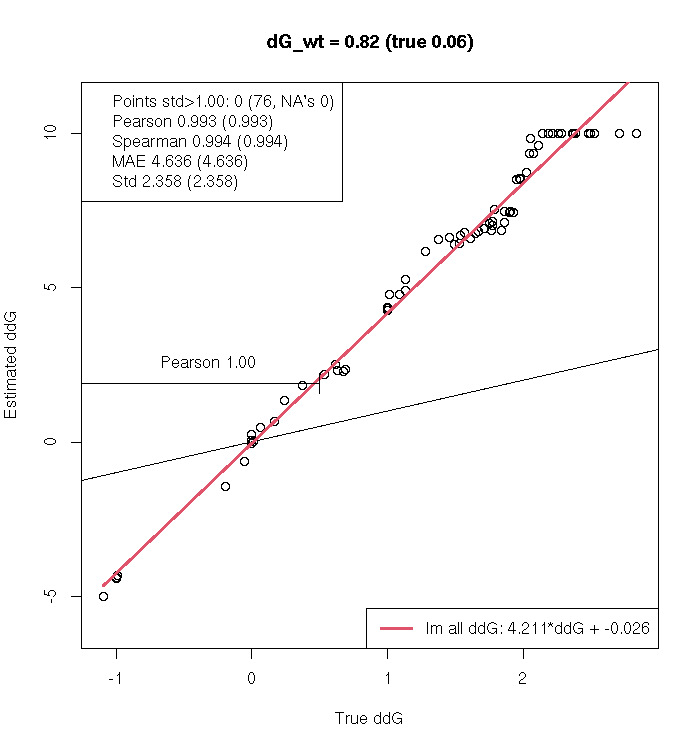 dG_wt = 0.82 (true 0.06)
Points std>1.00: 0 (76, NA's 0)
Pearson 0.993 (0.993)
Spearman 0.994 (0.994)
MAE 4.636 (4.636)
Std 2.358 (2.358)
10
5
Estimated ddG
Pearson 1.00
0
-5
lm all ddG: 4.211*ddG + -0.026
-1
0
1
2
True ddG